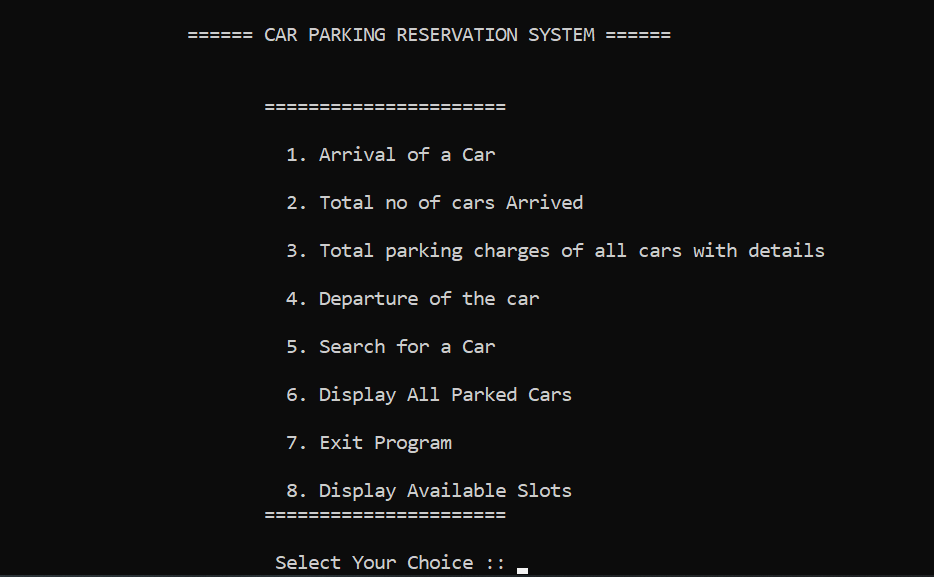 ====== CAR PARKING RESERVATION SYSTEM ======
======================
1. Arrival of a Car
2. Total no of cars Arrived
3. Total parking charges of all cars with details
4. Departure of the car
5. Search for a Car
6. Display All Parked Cars
7. Exit Program
8. Display Available Slots
======================
Select Your Choice ::